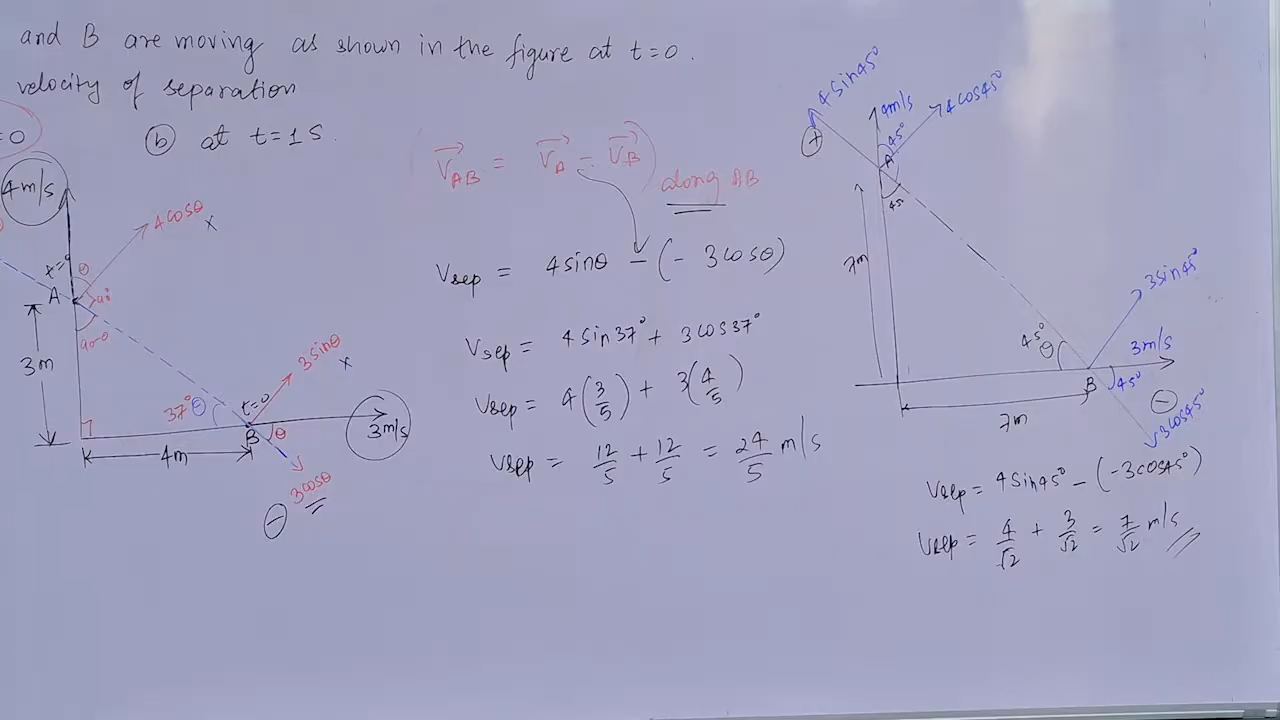 and B are moving as shown in the figure at t=0.
velocity of separation
=0
ⓑ at t=1s.
4m/s
4cosθ
x
t=0
θ
A
90°
90-θ
3m
3sinθ
x
37° θ
t=0
B
θ
3m/s
4m
3cosθ
⊖
V⃗AB = V⃗A - V⃗B) along AB
Vsep = 4sinθ - (- 3cosθ)
Vsep = 4sin37° + 3cos37°
Vsep = 4(3/5) + 3(4/5)
Vsep = 12/5 + 12/5 = 24/5 m/s
4sin45°
⊕
4m/s
4cos45°
45°
A
45
7m
3sin45°
45°
θ
3m/s
B
45°
⊖
7m
3cos45°
Vsep = 4sin45° - (-3cos45°)
Vsep = 4/√2 + 3/√2 = 7/√2 m/s